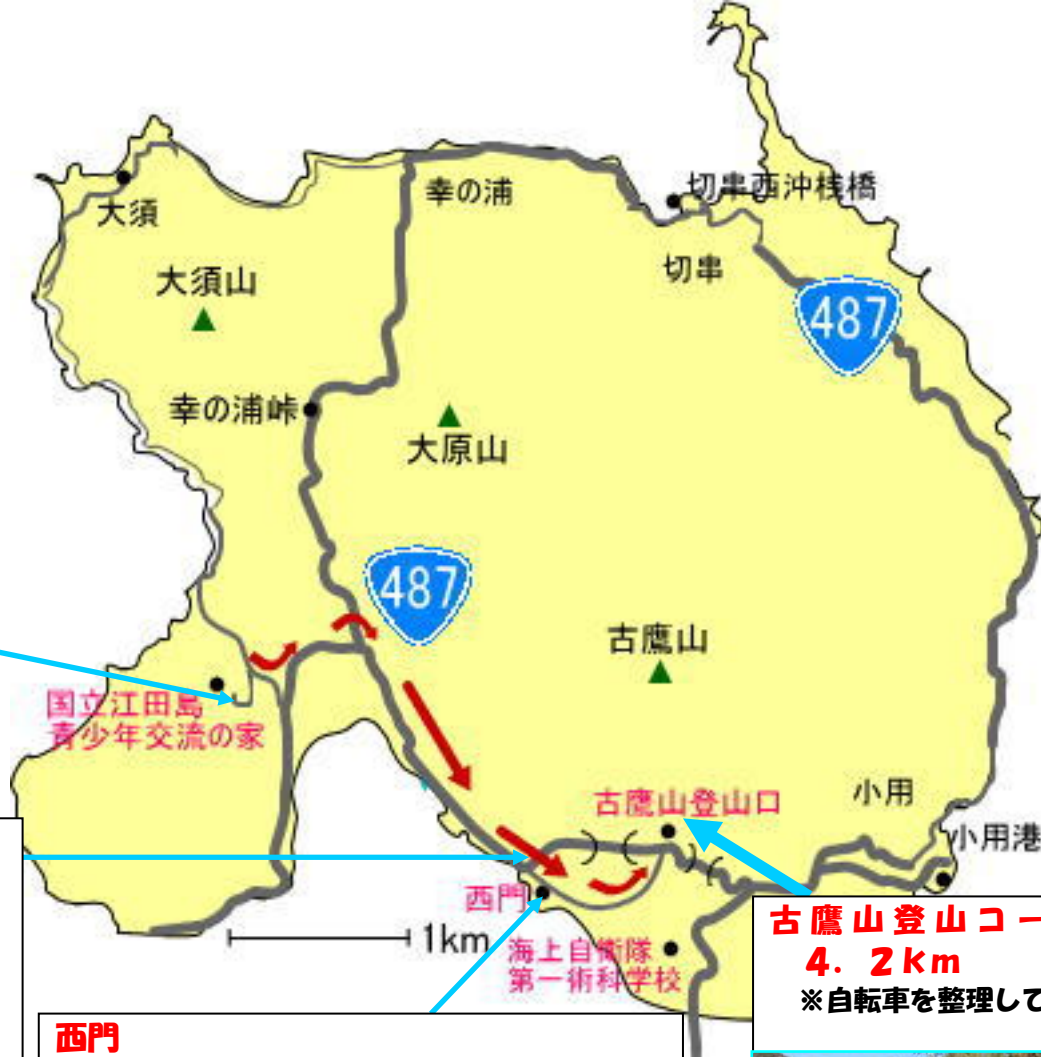 幸の浦
切串西沖桟橋
大須
切串
大須山
487
幸の浦峠
大原山
487
古鷹山
国立江田島
青少年交流の家
古鷹山登山口
小用
小用港
西門
1km
海上自衛隊
第一術科学校
古鷹山登山コー
4．2km
※自転車を整理して
西門